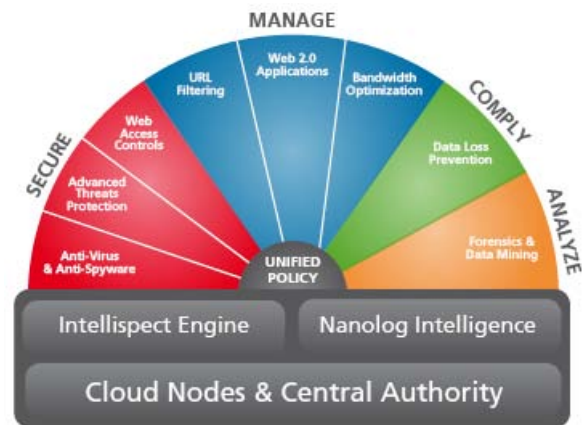 MANAGE
SECURE
COMPLY
ANALYZE
Anti-Virus
& Anti-Spyware
Advanced
Threats
Protection
Web
Access
Controls
URL
Filtering
Web 2.0
Applications
Bandwidth
Optimization
Data Loss
Prevention
Forensics &
Data Mining
UNIFIED
POLICY
Intellispect Engine
Nanolog Intelligence
Cloud Nodes & Central Authority